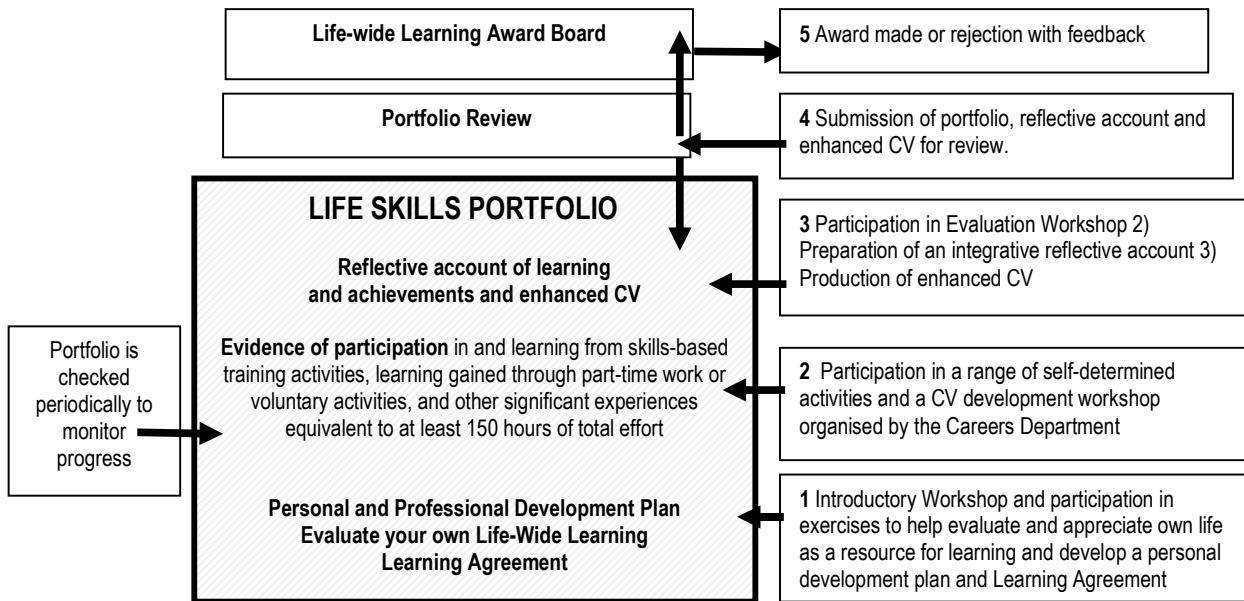 Life-wide Learning Award Board
5 Award made or rejection with feedback
Portfolio Review
4 Submission of portfolio, reflective account and
enhanced CV for review.
LIFE SKILLS PORTFOLIO
Reflective account of learning
and achievements and enhanced CV
3 Participation in Evaluation Workshop 2)
Preparation of an integrative reflective account 3)
Production of enhanced CV
Portfolio is
checked
periodically to
monitor
progress
Evidence of participation in and learning from skills-based
training activities, learning gained through part-time work or
voluntary activities, and other significant experiences
equivalent to at least 150 hours of total effort
2 Participation in a range of self-determined
activities and a CV development workshop
organised by the Careers Department
Personal and Professional Development Plan
Evaluate your own Life-Wide Learning
Learning Agreement
1 Introductory Workshop and participation in
exercises to help evaluate and appreciate own life
as a resource for learning and develop a personal
development plan and Learning Agreement